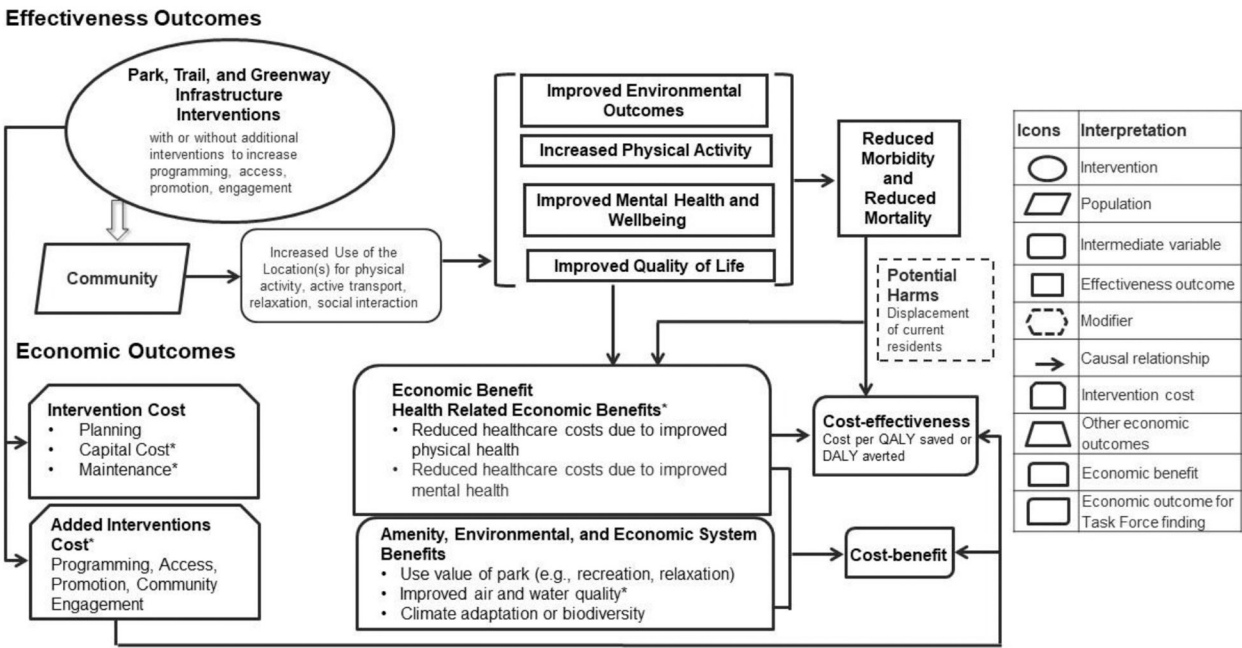 Effectiveness Outcomes
Park, Trail, and Greenway
Infrastructure
Interventions
with or without additional
interventions to increase
programming, access,
promotion, engagement
Community
Increased Use of the
Location(s) for physical
activity, active transport,
relaxation, social interaction
Improved Environmental
Outcomes
Increased Physical Activity
Improved Mental Health and
Wellbeing
Improved Quality of Life
Reduced
Morbidity
and
Reduced
Mortality
Potential
Harms
Displacement
of current
residents
Economic Outcomes
Intervention Cost
• Planning
• Capital Cost*
• Maintenance*
Added Interventions
Cost*
Programming, Access,
Promotion, Community
Engagement
Economic Benefit
Health Related Economic Benefits*
• Reduced healthcare costs due to improved
physical health
• Reduced healthcare costs due to improved
mental health
Amenity, Environmental, and Economic System
Benefits
• Use value of park (e.g., recreation, relaxation)
• Improved air and water quality*
• Climate adaptation or biodiversity
Cost-effectiveness
Cost per QALY saved or
DALY averted
Cost-benefit
Icons Interpretation
Intervention
Population
Intermediate variable
Effectiveness outcome
Modifier
Causal relationship
Intervention cost
Other economic
outcomes
Economic benefit
Economic outcome for
Task Force finding